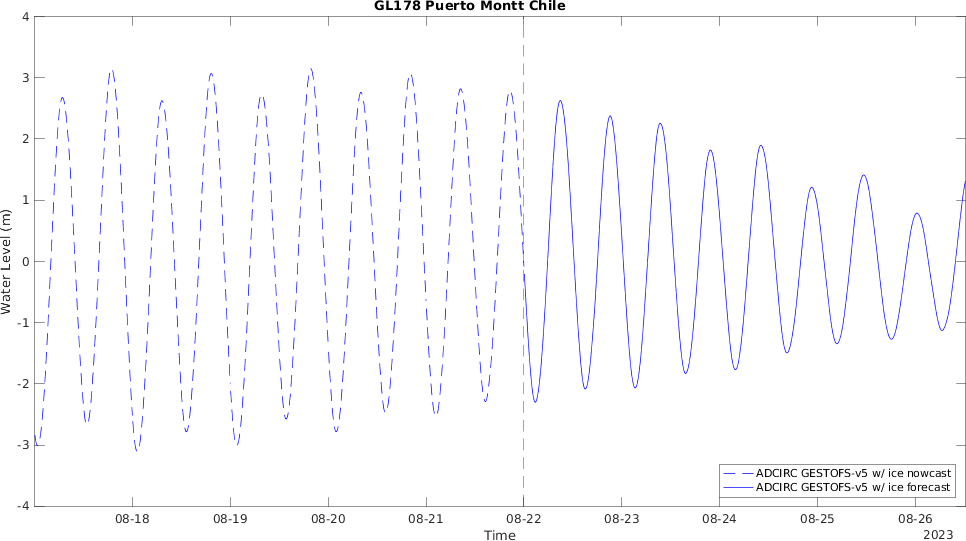 GL178 Puerto Montt Chile
4
3
2
1
0
-1
-2
-3
-4
Water Level (m)
ADCIRC GESTOFS-v5 w/ ice nowcast
ADCIRC GESTOFS-v5 w/ ice forecast
08-18 08-19 08-20 08-21 08-22 08-23 08-24 08-25 08-26
Time
2023